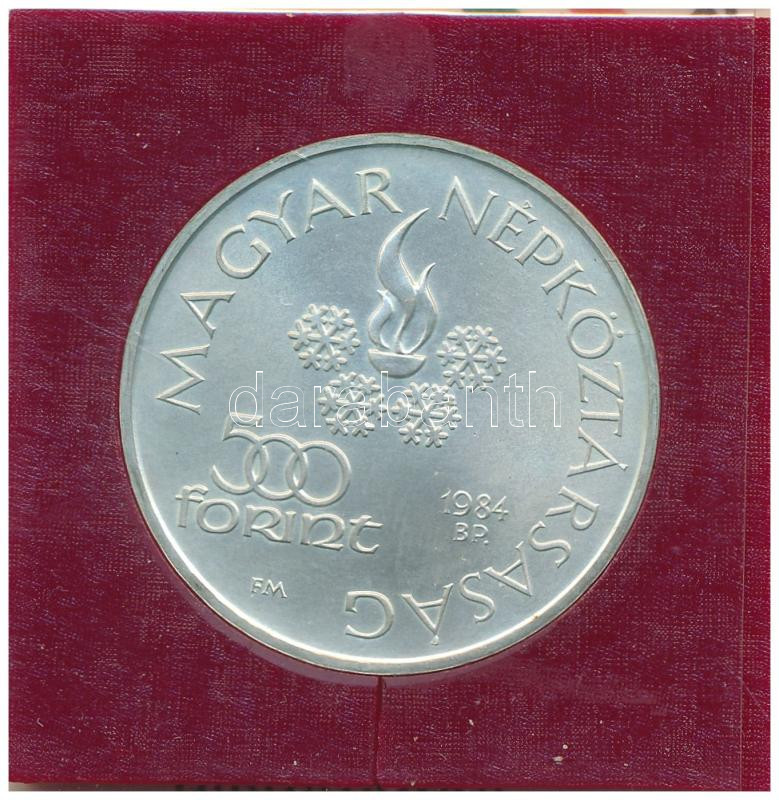 MAGYAR NÉPKÖZTÁRSASÁG
500
FORINT
1984
BP.
FM
darabanth